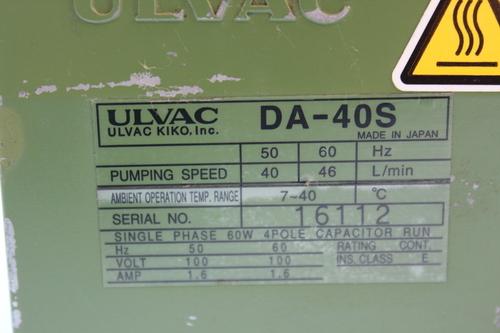 ULVAC
ULVAC DA-40S
ULVAC KIKO, Inc. MADE IN JAPAN
50 60 Hz
PUMPING SPEED 40 46 L/min
AMBIENT OPERATION TEMP. RANGE 7~40 °C
SERIAL NO. 16112
SINGLE PHASE 60W 4POLE CAPACITOR RUN
Hz 50 60 RATING CONT.
VOLT 100 100 INS. CLASS E
AMP 1.6 1.6